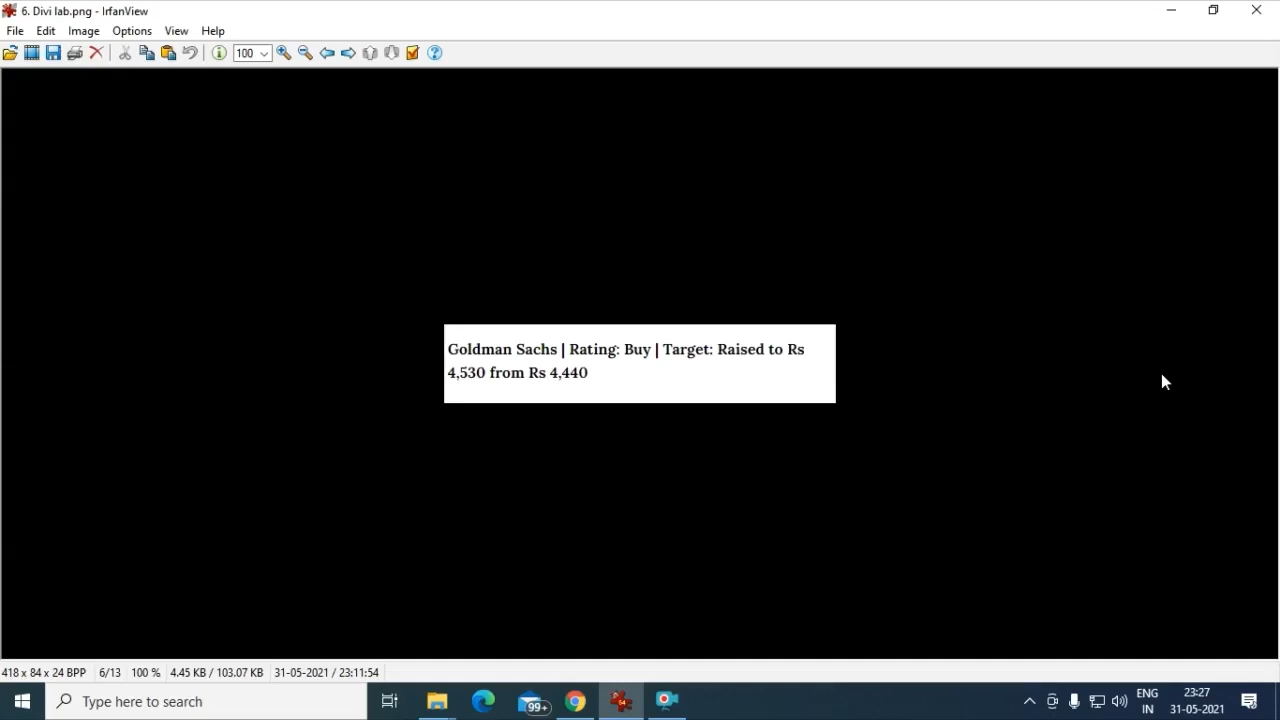 6. Divi lab.png - IrfanView
File Edit Image Options View Help
100
Goldman Sachs | Rating: Buy | Target: Raised to Rs
4,530 from Rs 4,440
418 x 84 x 24 BPP 6/13 100 % 4.45 KB / 103.07 KB 31-05-2021 / 23:11:54
Type here to search
99+
64
ENG
IN
23:27
31-05-2021